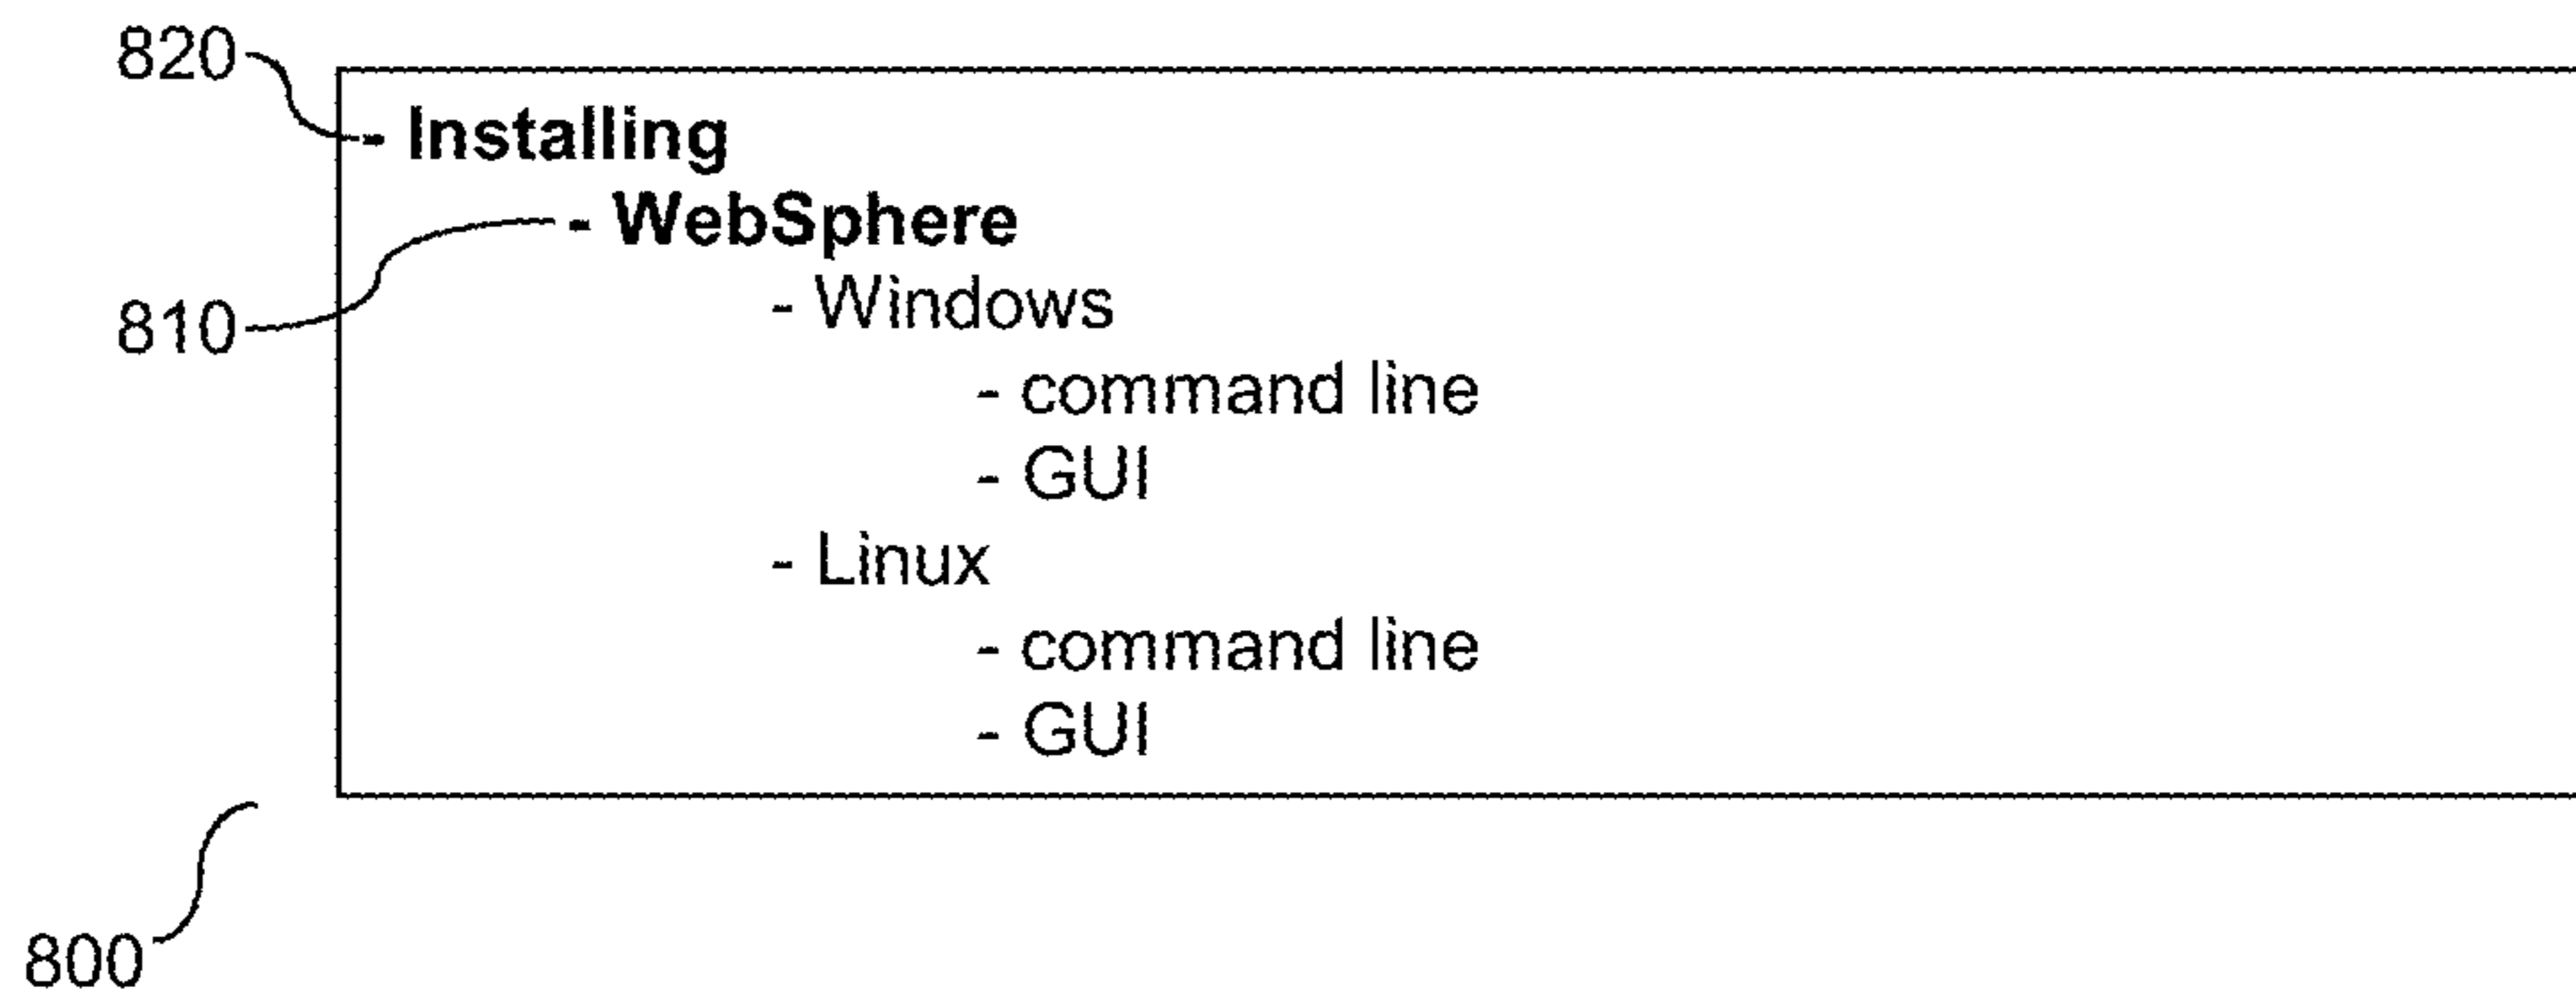 820
- Installing
- WebSphere
- Windows
810
- command line
- GUI
- Linux
- command line
- GUI
800